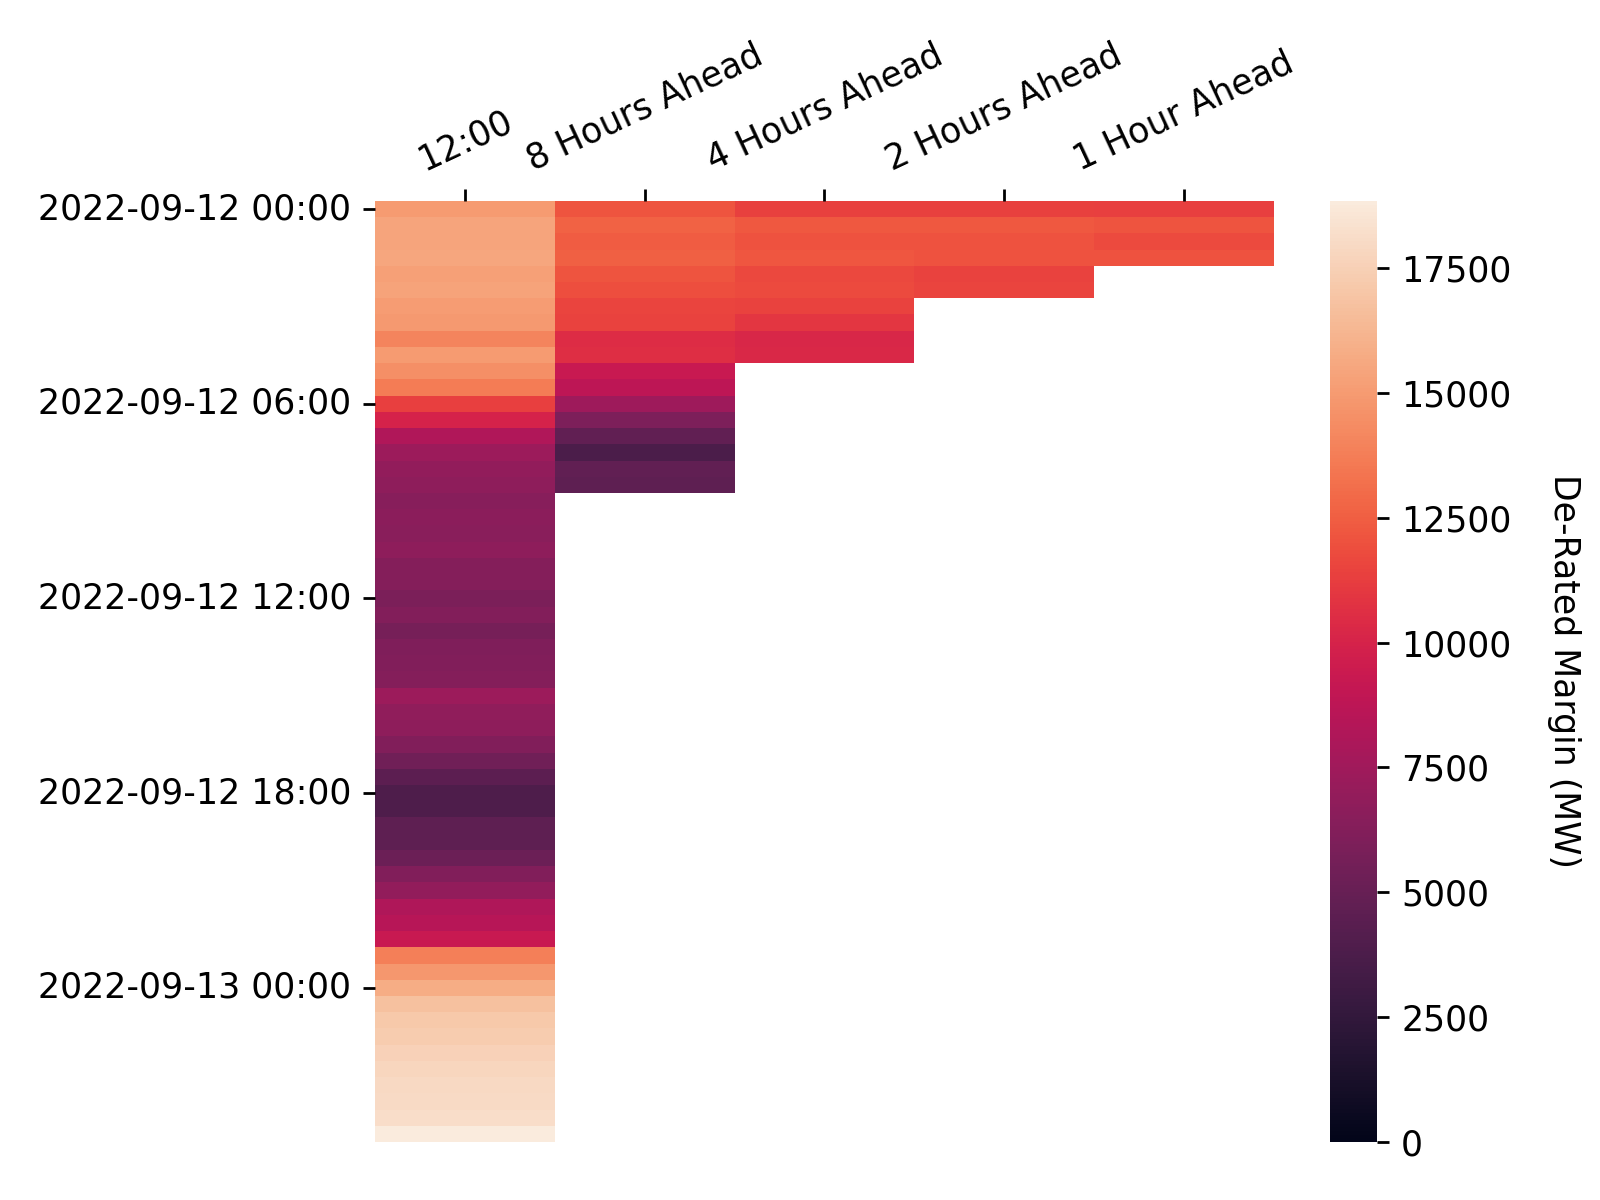 12:00
8 Hours Ahead
4 Hours Ahead
2 Hours Ahead
1 Hour Ahead
2022-09-12 00:00
2022-09-12 06:00
2022-09-12 12:00
2022-09-12 18:00
2022-09-13 00:00
17500
15000
12500
10000
7500
5000
2500
0
De-Rated Margin (MW)